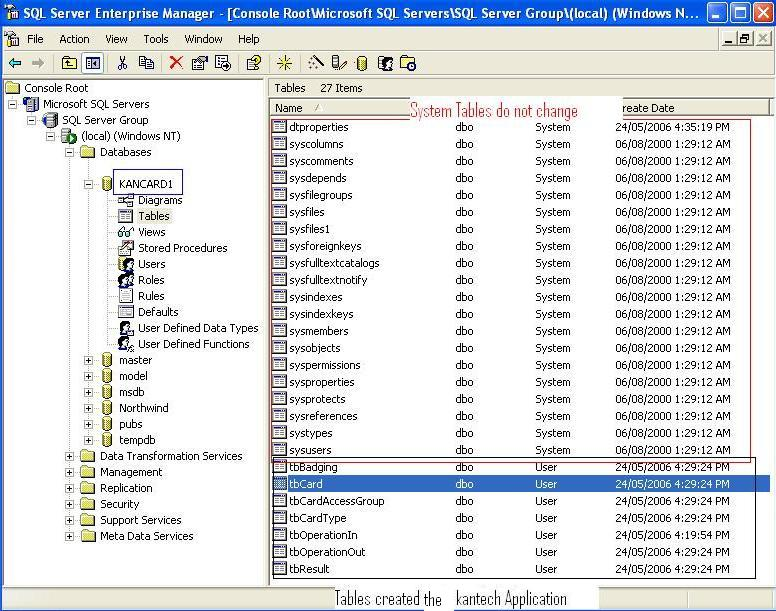 SQL Server Enterprise Manager - [Console Root\Microsoft SQL Servers\SQL Server Group\(local) (Windows N...
File Action View Tools Window Help
Console Root
Microsoft SQL Servers
SQL Server Group
(local) (Windows NT)
Databases
KANCARD1
Diagrams
Tables
Views
Stored Procedures
Users
Roles
Rules
Defaults
User Defined Data Types
User Defined Functions
master
model
msdb
Northwind
pubs
tempdb
Data Transformation Services
Management
Replication
Security
Support Services
Meta Data Services
Tables 27 Items
System Tables do not change
Name reate Date
dtproperties dbo System 24/05/2006 4:35:19 PM
syscolumns dbo System 06/08/2000 1:29:12 AM
syscomments dbo System 06/08/2000 1:29:12 AM
sysdepends dbo System 06/08/2000 1:29:12 AM
sysfilegroups dbo System 06/08/2000 1:29:12 AM
sysfiles dbo System 06/08/2000 1:29:12 AM
sysfiles1 dbo System 06/08/2000 1:29:12 AM
sysforeignkeys dbo System 06/08/2000 1:29:12 AM
sysfulltextcatalogs dbo System 06/08/2000 1:29:12 AM
sysfulltextnotify dbo System 06/08/2000 1:29:12 AM
sysindexes dbo System 06/08/2000 1:29:12 AM
sysindexkeys dbo System 06/08/2000 1:29:12 AM
sysmembers dbo System 06/08/2000 1:29:12 AM
sysobjects dbo System 06/08/2000 1:29:12 AM
syspermissions dbo System 06/08/2000 1:29:12 AM
sysproperties dbo System 06/08/2000 1:29:12 AM
sysprotects dbo System 06/08/2000 1:29:12 AM
sysreferences dbo System 06/08/2000 1:29:12 AM
systypes dbo System 06/08/2000 1:29:12 AM
sysusers dbo System 06/08/2000 1:29:12 AM
tbBadging dbo User 24/05/2006 4:29:24 PM
tbCard dbo User 24/05/2006 4:29:24 PM
tbCardAccessGroup dbo User 24/05/2006 4:29:24 PM
tbCardType dbo User 24/05/2006 4:29:24 PM
tbOperationIn dbo User 24/05/2006 4:19:54 PM
tbOperationOut dbo User 24/05/2006 4:29:24 PM
tbResult dbo User 24/05/2006 4:29:24 PM
Tables created the kantech Application